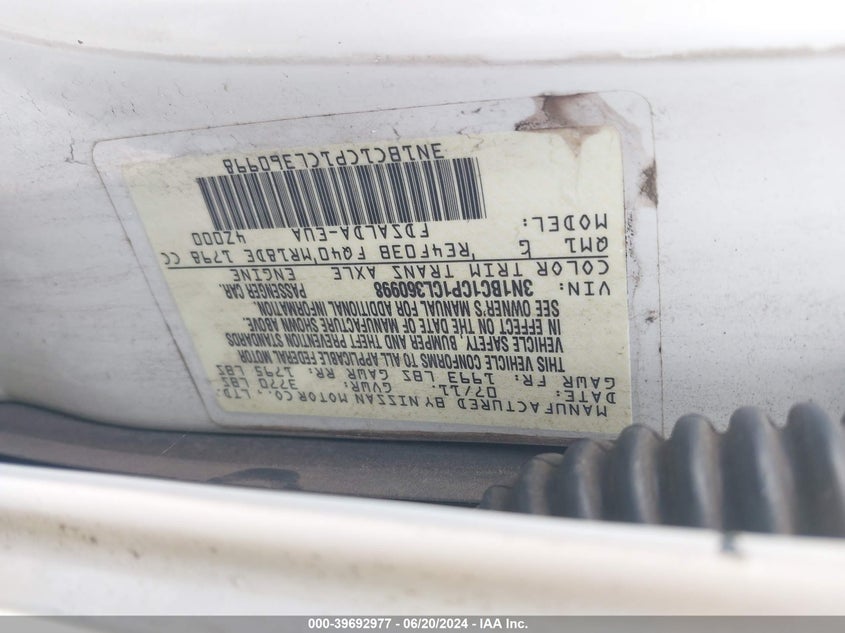 MANUFACTURED BY NISSAN MOTOR CO., LTD.
DATE: 07/11 GVWR: 3770 LBS
GAWR FR: 1993 LBS GAWR RR: 1795 LBS
THIS VEHICLE CONFORMS TO ALL APPLICABLE FEDERAL MOTOR
VEHICLE SAFETY, BUMPER AND THEFT PREVENTION STANDARDS
IN EFFECT ON THE DATE OF MANUFACTURE SHOWN ABOVE.
SEE OWNER'S MANUAL FOR ADDITIONAL INFORMATION.
VIN: 3N1BC1CP1CL360998 PASSENGER CAR.
COLOR TRIM TRANS AXLE ENGINE
QM1 G RE4F03B FQ40 MR18DE 1798 CC
MODEL: FDZALDA-EUA 4Z000
3N1BC1CP1CL360998
000-39692977 - 06/20/2024 - IAA Inc.